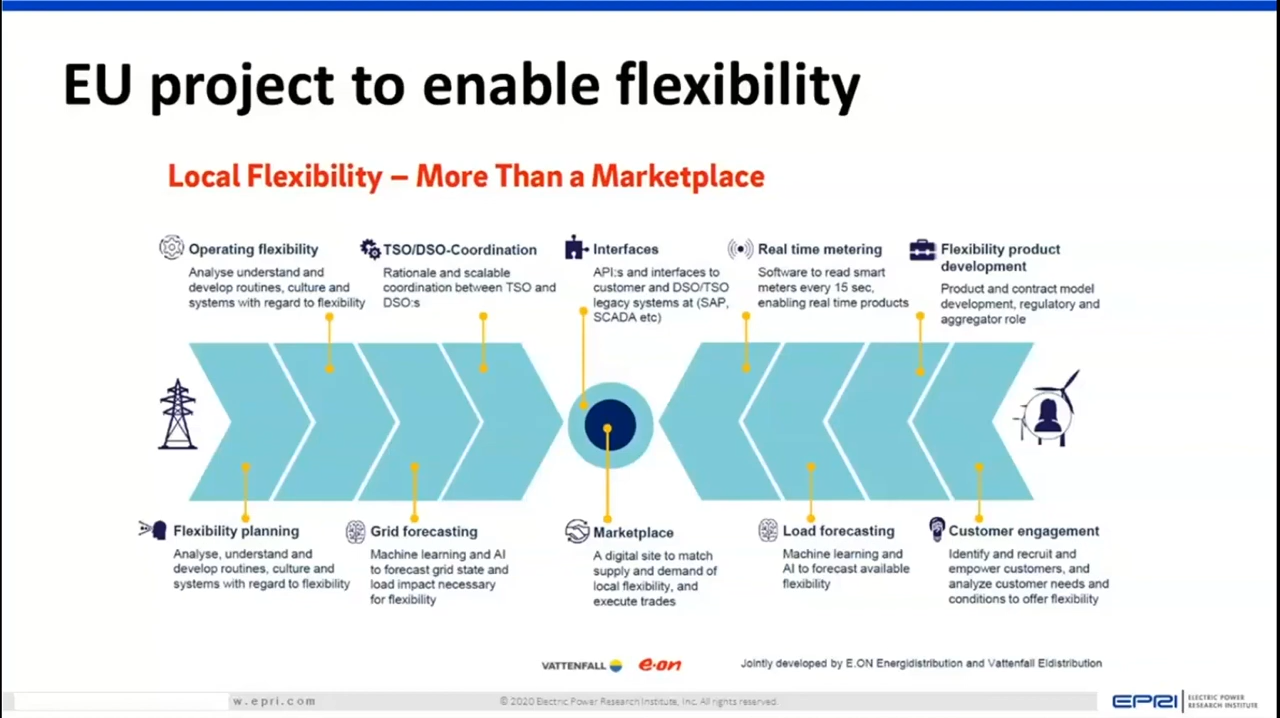 EU project to enable flexibility
Local Flexibility – More Than a Marketplace
Operating flexibility
Analyse understand and
develop routines, culture and
systems with regard to flexibility
TSO/DSO-Coordination
Rationale and scalable
coordination between TSO and
DSO:s
Interfaces
API:s and interfaces to
customer and DSO/TSO
legacy systems at (SAP,
SCADA etc)
Real time metering
Software to read smart
meters every 15 sec,
enabling real time products
Flexibility product
development
Product and contract model
development, regulatory and
aggregator role
Flexibility planning
Analyse, understand and
develop routines, culture and
systems with regard to flexibility
Grid forecasting
Machine learning and AI
to forecast grid state and
load impact necessary
for flexibility
Marketplace
A digital site to match
supply and demand of
local flexibility, and
execute trades
Load forecasting
Machine learning and
AI to forecast available
flexibility
Customer engagement
Identify and recruit and
empower customers, and
analyze customer needs and
conditions to offer flexibility
VATTENFALL
e·on
Jointly developed by E.ON Energidistribution and Vattenfall Eldistribution
w.epri.com
© 2020 Electric Power Research Institute, Inc. All rights reserved.
EPRI
ELECTRIC POWER
RESEARCH INSTITUTE